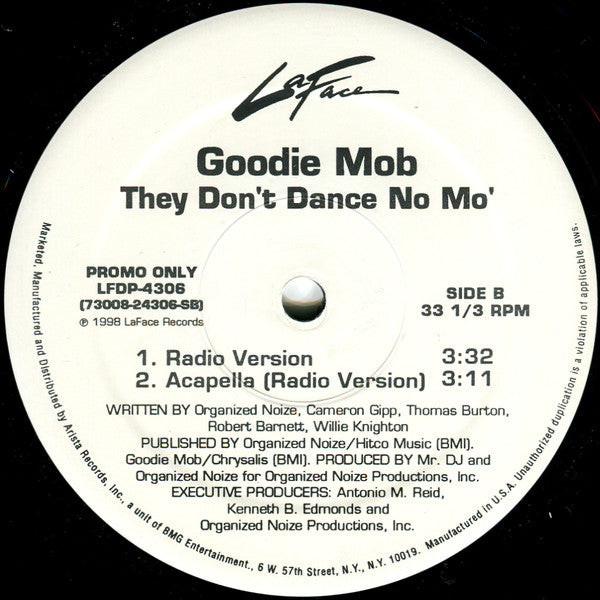 LaFace
Goodie Mob
They Don't Dance No Mo'
PROMO ONLY
LFDP-4306
(73008-24306-SB)
℗ 1998 LaFace Records
SIDE B
33 1/3 RPM
1. Radio Version 3:32
2. Acapella (Radio Version) 3:11
WRITTEN BY Organized Noize, Cameron Gipp, Thomas Burton,
Robert Barnett, Willie Knighton
PUBLISHED BY Organized Noize/Hitco Music (BMI).
Goodie Mob/Chrysalis (BMI). PRODUCED BY Mr. DJ and
Organized Noize for Organized Noize Productions, Inc.
EXECUTIVE PRODUCERS: Antonio M. Reid,
Kenneth B. Edmonds and
Organized Noize Productions, Inc.
Marketed, Manufactured and Distributed by Arista Records, Inc., a unit of BMG Entertainment., 6 W. 57th Street, N.Y., N.Y. 10019. Manufactured in U.S.A. Unauthorized duplication is a violation of applicable laws.